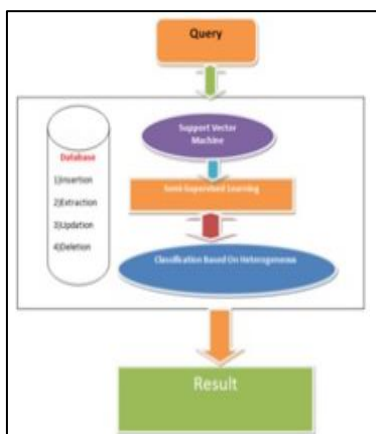 Query
Support Vector
Machine
Database
1)Insertion
2)Extraction
3)Updation
4)Deletion
Semi-Supervised Learning
Classification Based On Heterogeneous
Result